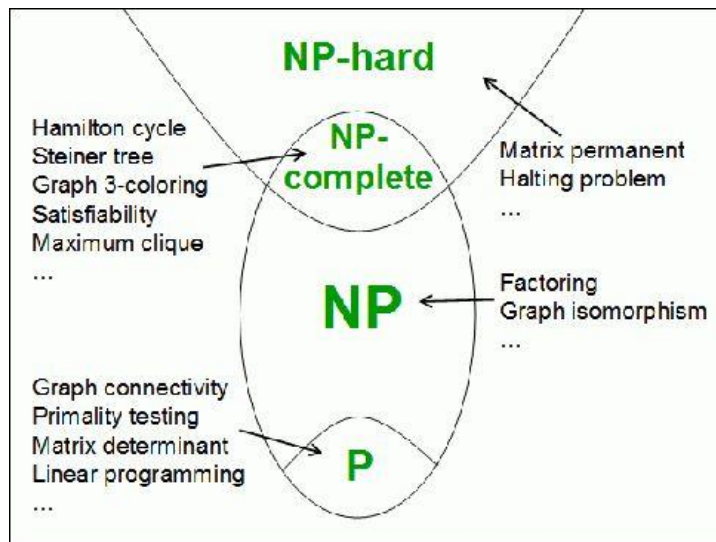 NP-hard
Hamilton cycle
Steiner tree
Graph 3-coloring
Satisfiability
Maximum clique
...
NP-
complete
Matrix permanent
Halting problem
...
NP
Factoring
Graph isomorphism
...
Graph connectivity
Primality testing
Matrix determinant
Linear programming
...
P